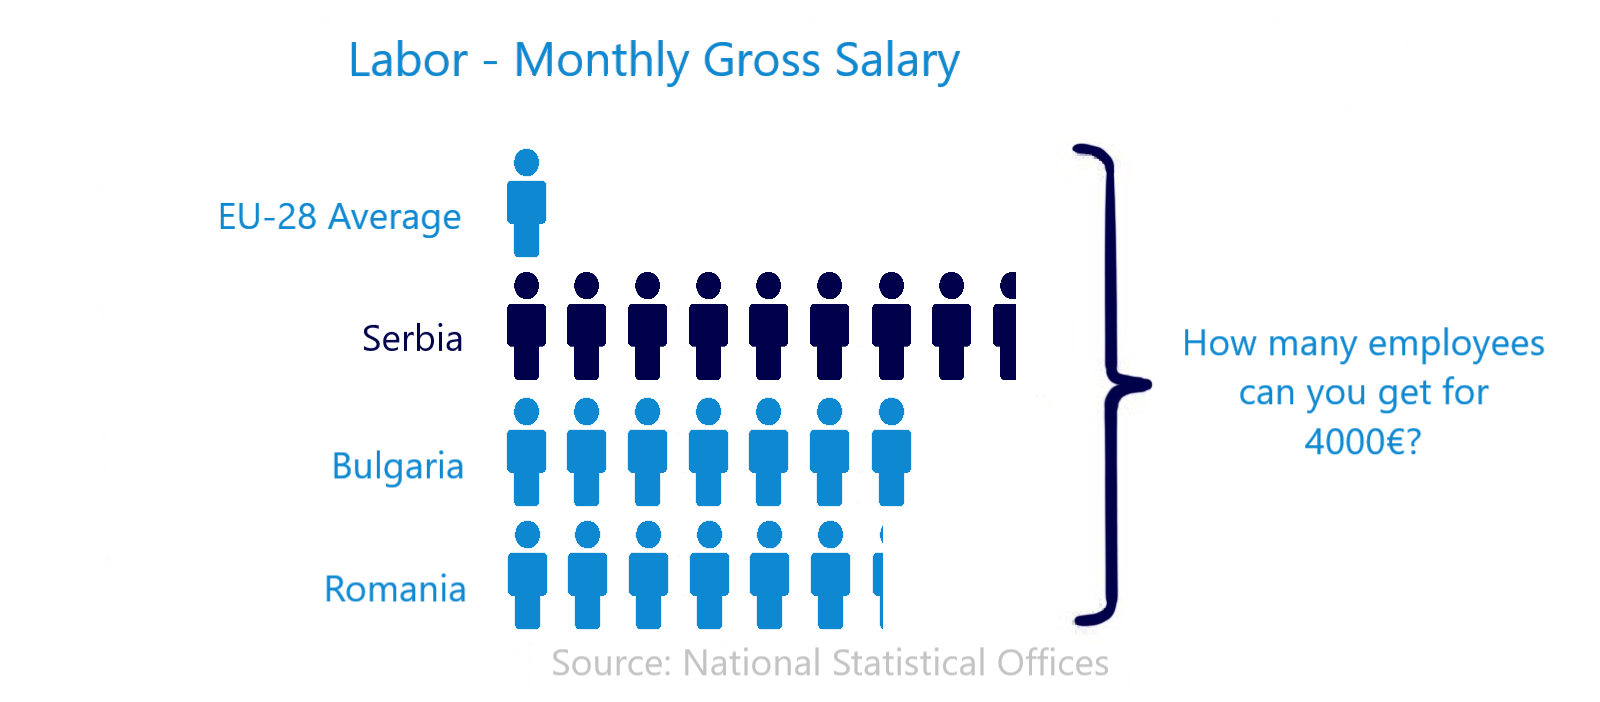 Labor - Monthly Gross Salary
EU-28 Average
Serbia
Bulgaria
Romania
How many employees
can you get for
4000€?
Source: National Statistical Offices